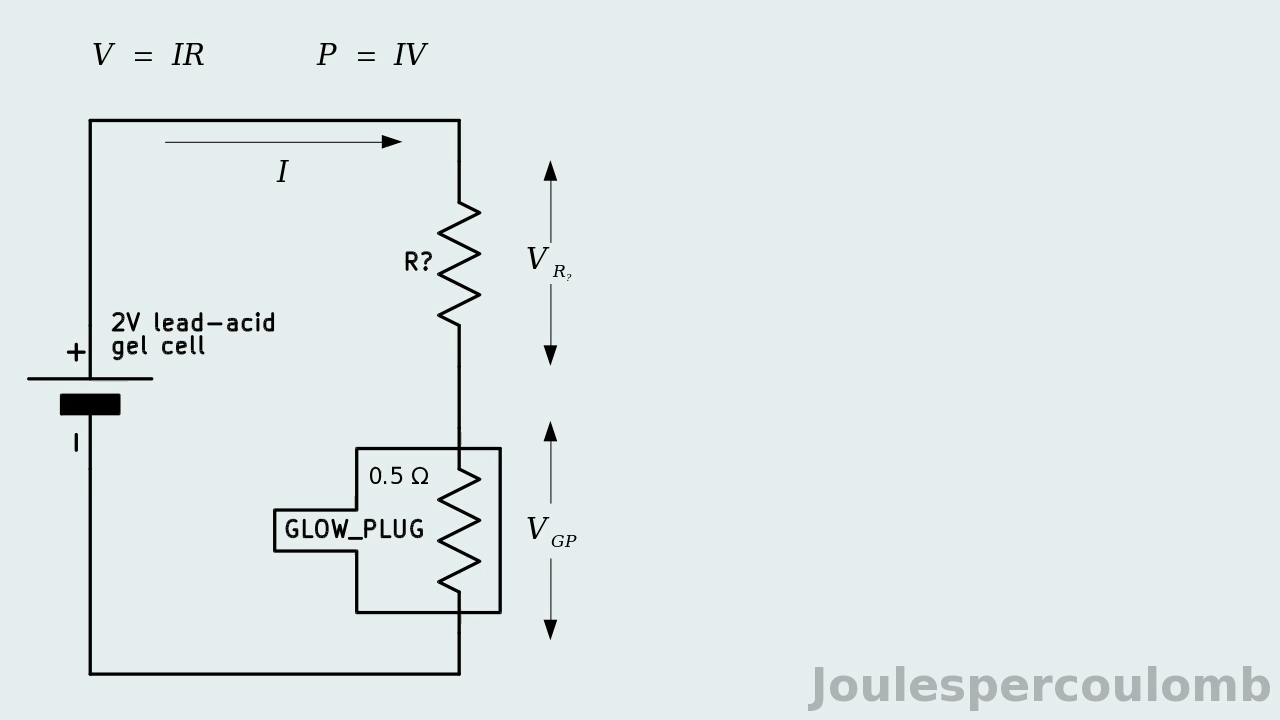 V = IR P = IV
I
R?
V R?
2V lead-acid
gel cell
+
−
0.5 Ω
GLOW_PLUG
V GP
Joulespercoulomb